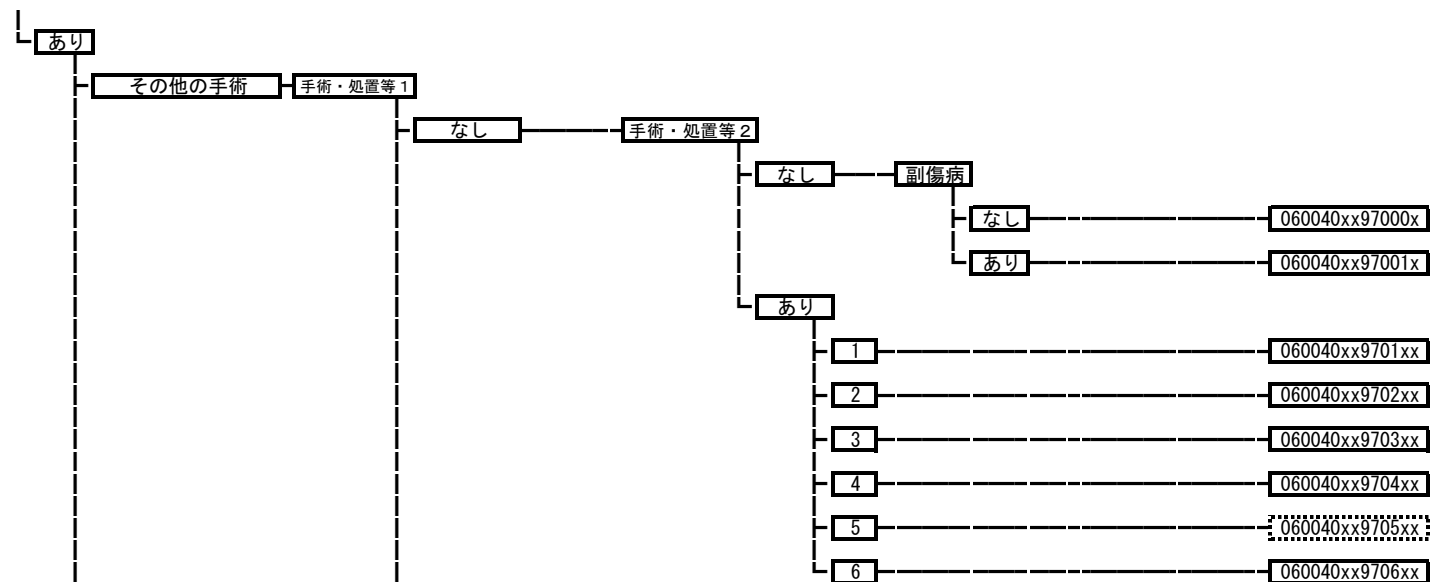 あり
その他の手術 手術・処置等1
なし 手術・処置等2
なし 副傷病
なし 060040xx97000x
あり 060040xx97001x
あり
1 060040xx9701xx
2 060040xx9702xx
3 060040xx9703xx
4 060040xx9704xx
5 060040xx9705xx
6 060040xx9706xx